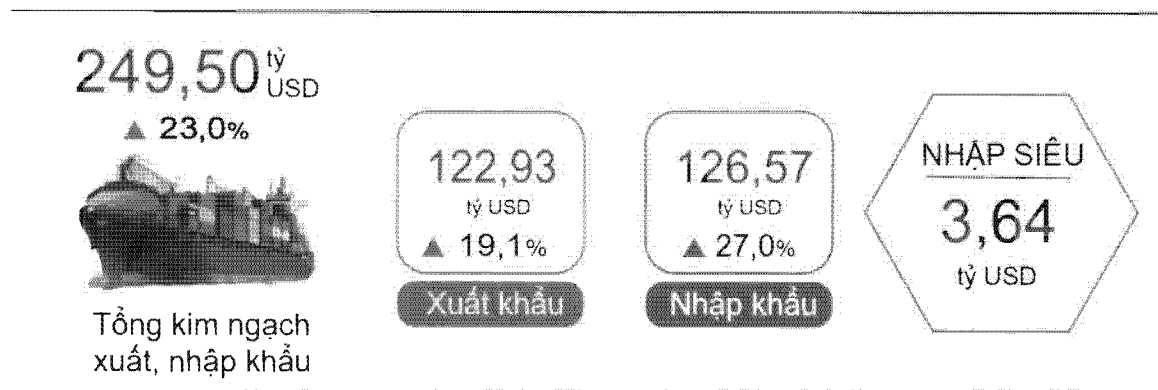 249,50 tỷ
USD
▲ 23,0%
Tổng kim ngạch
xuất, nhập khẩu
122,93
tỷ USD
▲ 19,1%
Xuất khẩu
126,57
tỷ USD
▲ 27,0%
Nhập khẩu
NHẬP SIÊU
3,64
tỷ USD